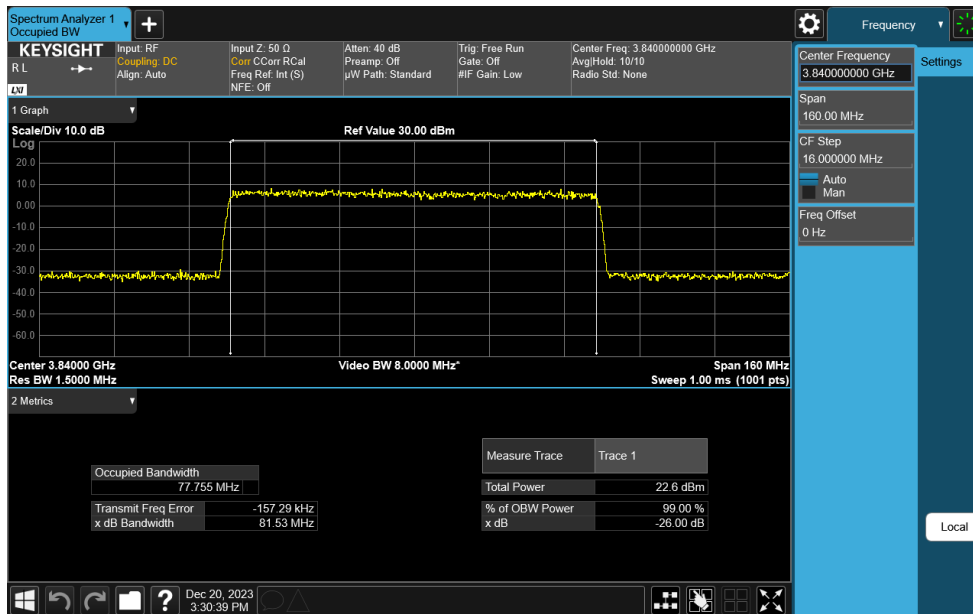 Spectrum Analyzer 1
Occupied BW
+
Frequency
KEYSIGHT
R L
LXI
Input: RF
Coupling: DC
Align: Auto
Input Z: 50 Ω
Corr CCorr RCal
Freq Ref: Int (S)
NFE: Off
Atten: 40 dB
Preamp: Off
µW Path: Standard
Trig: Free Run
Gate: Off
#IF Gain: Low
Center Freq: 3.840000000 GHz
Avg|Hold: 10/10
Radio Std: None
Center Frequency
3.840000000 GHz
Settings
Span
160.00 MHz
CF Step
16.000000 MHz
Auto
Man
Freq Offset
0 Hz
Local
1 Graph
Scale/Div 10.0 dB
Ref Value 30.00 dBm
Log
20.0
10.0
0.00
-10.0
-20.0
-30.0
-40.0
-50.0
-60.0
Center 3.84000 GHz
Video BW 8.0000 MHz*
Span 160 MHz
Res BW 1.5000 MHz
Sweep 1.00 ms (1001 pts)
2 Metrics
Measure Trace
Trace 1
Occupied Bandwidth
77.755 MHz
Total Power
22.6 dBm
Transmit Freq Error
-157.29 kHz
% of OBW Power
99.00 %
x dB Bandwidth
81.53 MHz
x dB
-26.00 dB
?
Dec 20, 2023
3:30:39 PM